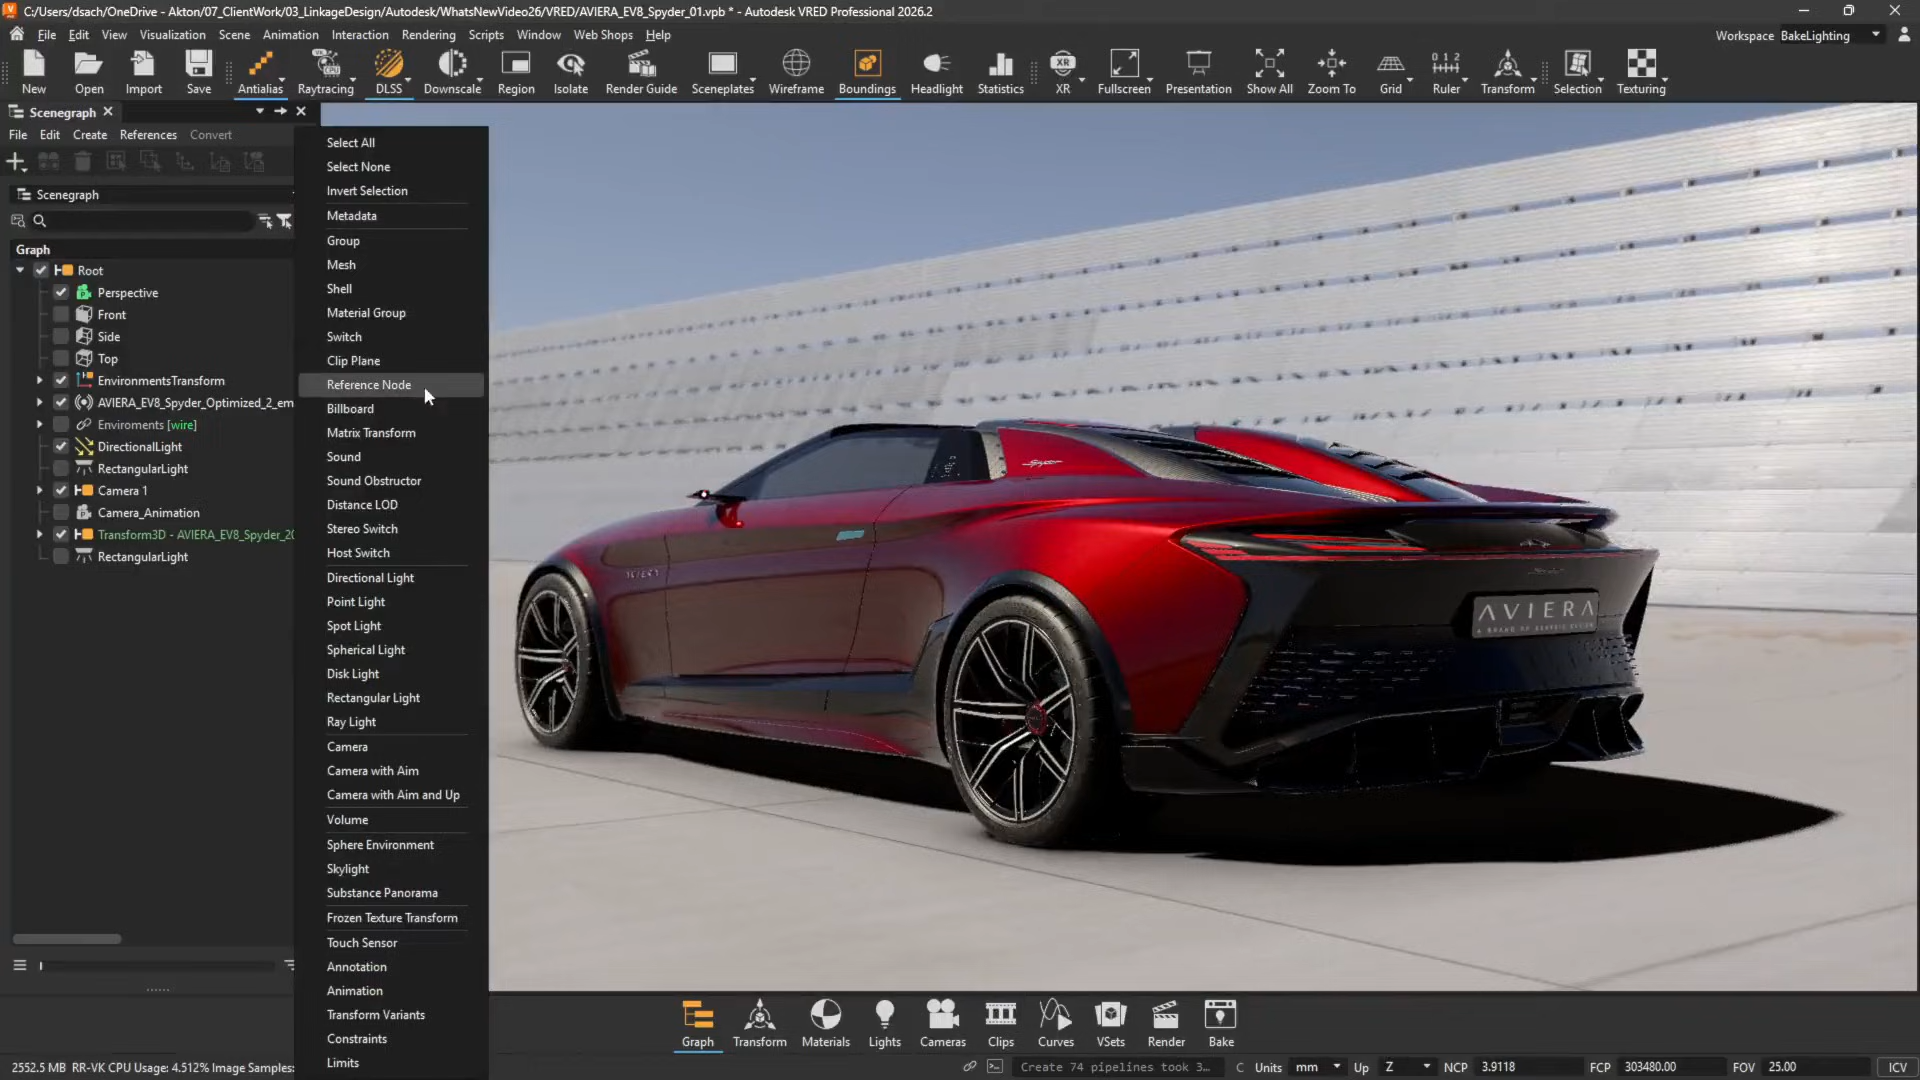 C:/Users/dsach/OneDrive - Akton/07_ClientWork/03_LinkageDesign/Autodesk/WhatsNewVideo26/VRED/AVIERA_EV8_Spyder_01.vpb * - Autodesk VRED Professional 2026.2
File Edit View Visualization Scene Animation Interaction Rendering Scripts Window Web Shops Help
Workspace BakeLighting
New Open Import Save Antialias Raytracing DLSS Downscale Region Isolate Render Guide Sceneplates Wireframe Boundings Headlight Statistics XR Fullscreen Presentation Show All Zoom To Grid Ruler Transform Selection Texturing
Scenegraph
File Edit Create References Convert
Scenegraph
Graph
Root
Perspective
Front
Side
Top
EnvironmentsTransform
AVIERA_EV8_Spyder_Optimized_2_em
Enviroments [wire]
DirectionalLight
RectangularLight
Camera 1
Camera_Animation
Transform3D - AVIERA_EV8_Spyder_20
RectangularLight
Select All
Select None
Invert Selection
Metadata
Group
Mesh
Shell
Material Group
Switch
Clip Plane
Reference Node
Billboard
Matrix Transform
Sound
Sound Obstructor
Distance LOD
Stereo Switch
Host Switch
Directional Light
Point Light
Spot Light
Spherical Light
Disk Light
Rectangular Light
Ray Light
Camera
Camera with Aim
Camera with Aim and Up
Volume
Sphere Environment
Skylight
Substance Panorama
Frozen Texture Transform
Touch Sensor
Annotation
Animation
Transform Variants
Constraints
Limits
AVIERA
Graph Transform Materials Lights Cameras Clips Curves VSets Render Bake
2552.5 MB RR-VK CPU Usage: 4.512% Image Samples:
Create 74 pipelines took 3... C Units mm Up Z NCP 3.9118 FCP 303480.00 FOV 25.00 ICV